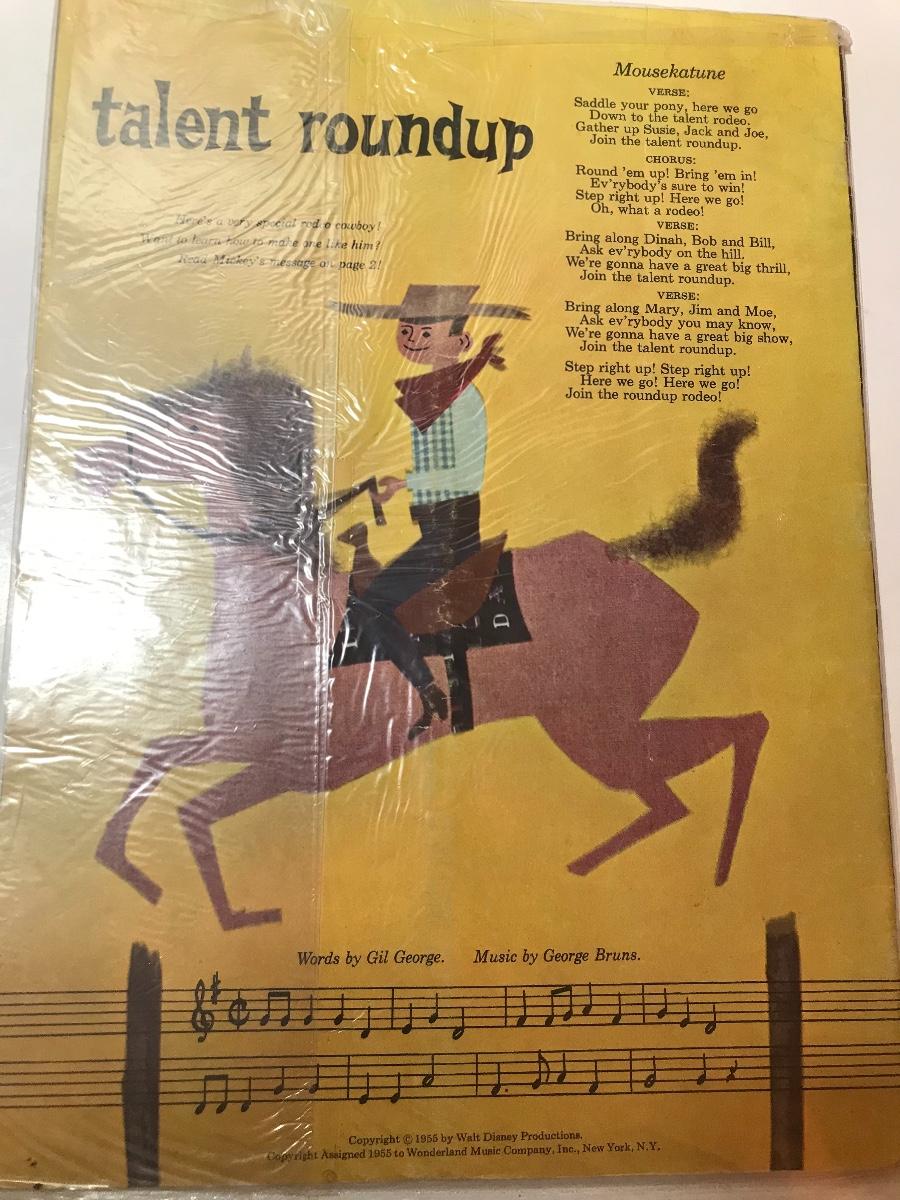 talent roundup
Here's a very special rodeo cowboy!
Want to learn how to make one like him?
Read Mickey's message on page 2!
Mousekatune
VERSE:
Saddle your pony, here we go
Down to the talent rodeo.
Gather up Susie, Jack and Joe,
Join the talent roundup.
CHORUS:
Round 'em up! Bring 'em in!
Ev'rybody's sure to win!
Step right up! Here we go!
Oh, what a rodeo!
VERSE:
Bring along Dinah, Bob and Bill,
Ask ev'rybody on the hill.
We're gonna have a great big thrill,
Join the talent roundup.
VERSE:
Bring along Mary, Jim and Moe,
Ask ev'rybody you may know,
We're gonna have a great big show,
Join the talent roundup.
Step right up! Step right up!
Here we go! Here we go!
Join the roundup rodeo!
Words by Gil George. Music by George Bruns.
Copyright © 1955 by Walt Disney Productions.
Copyright Assigned 1955 to Wonderland Music Company, Inc., New York, N.Y.